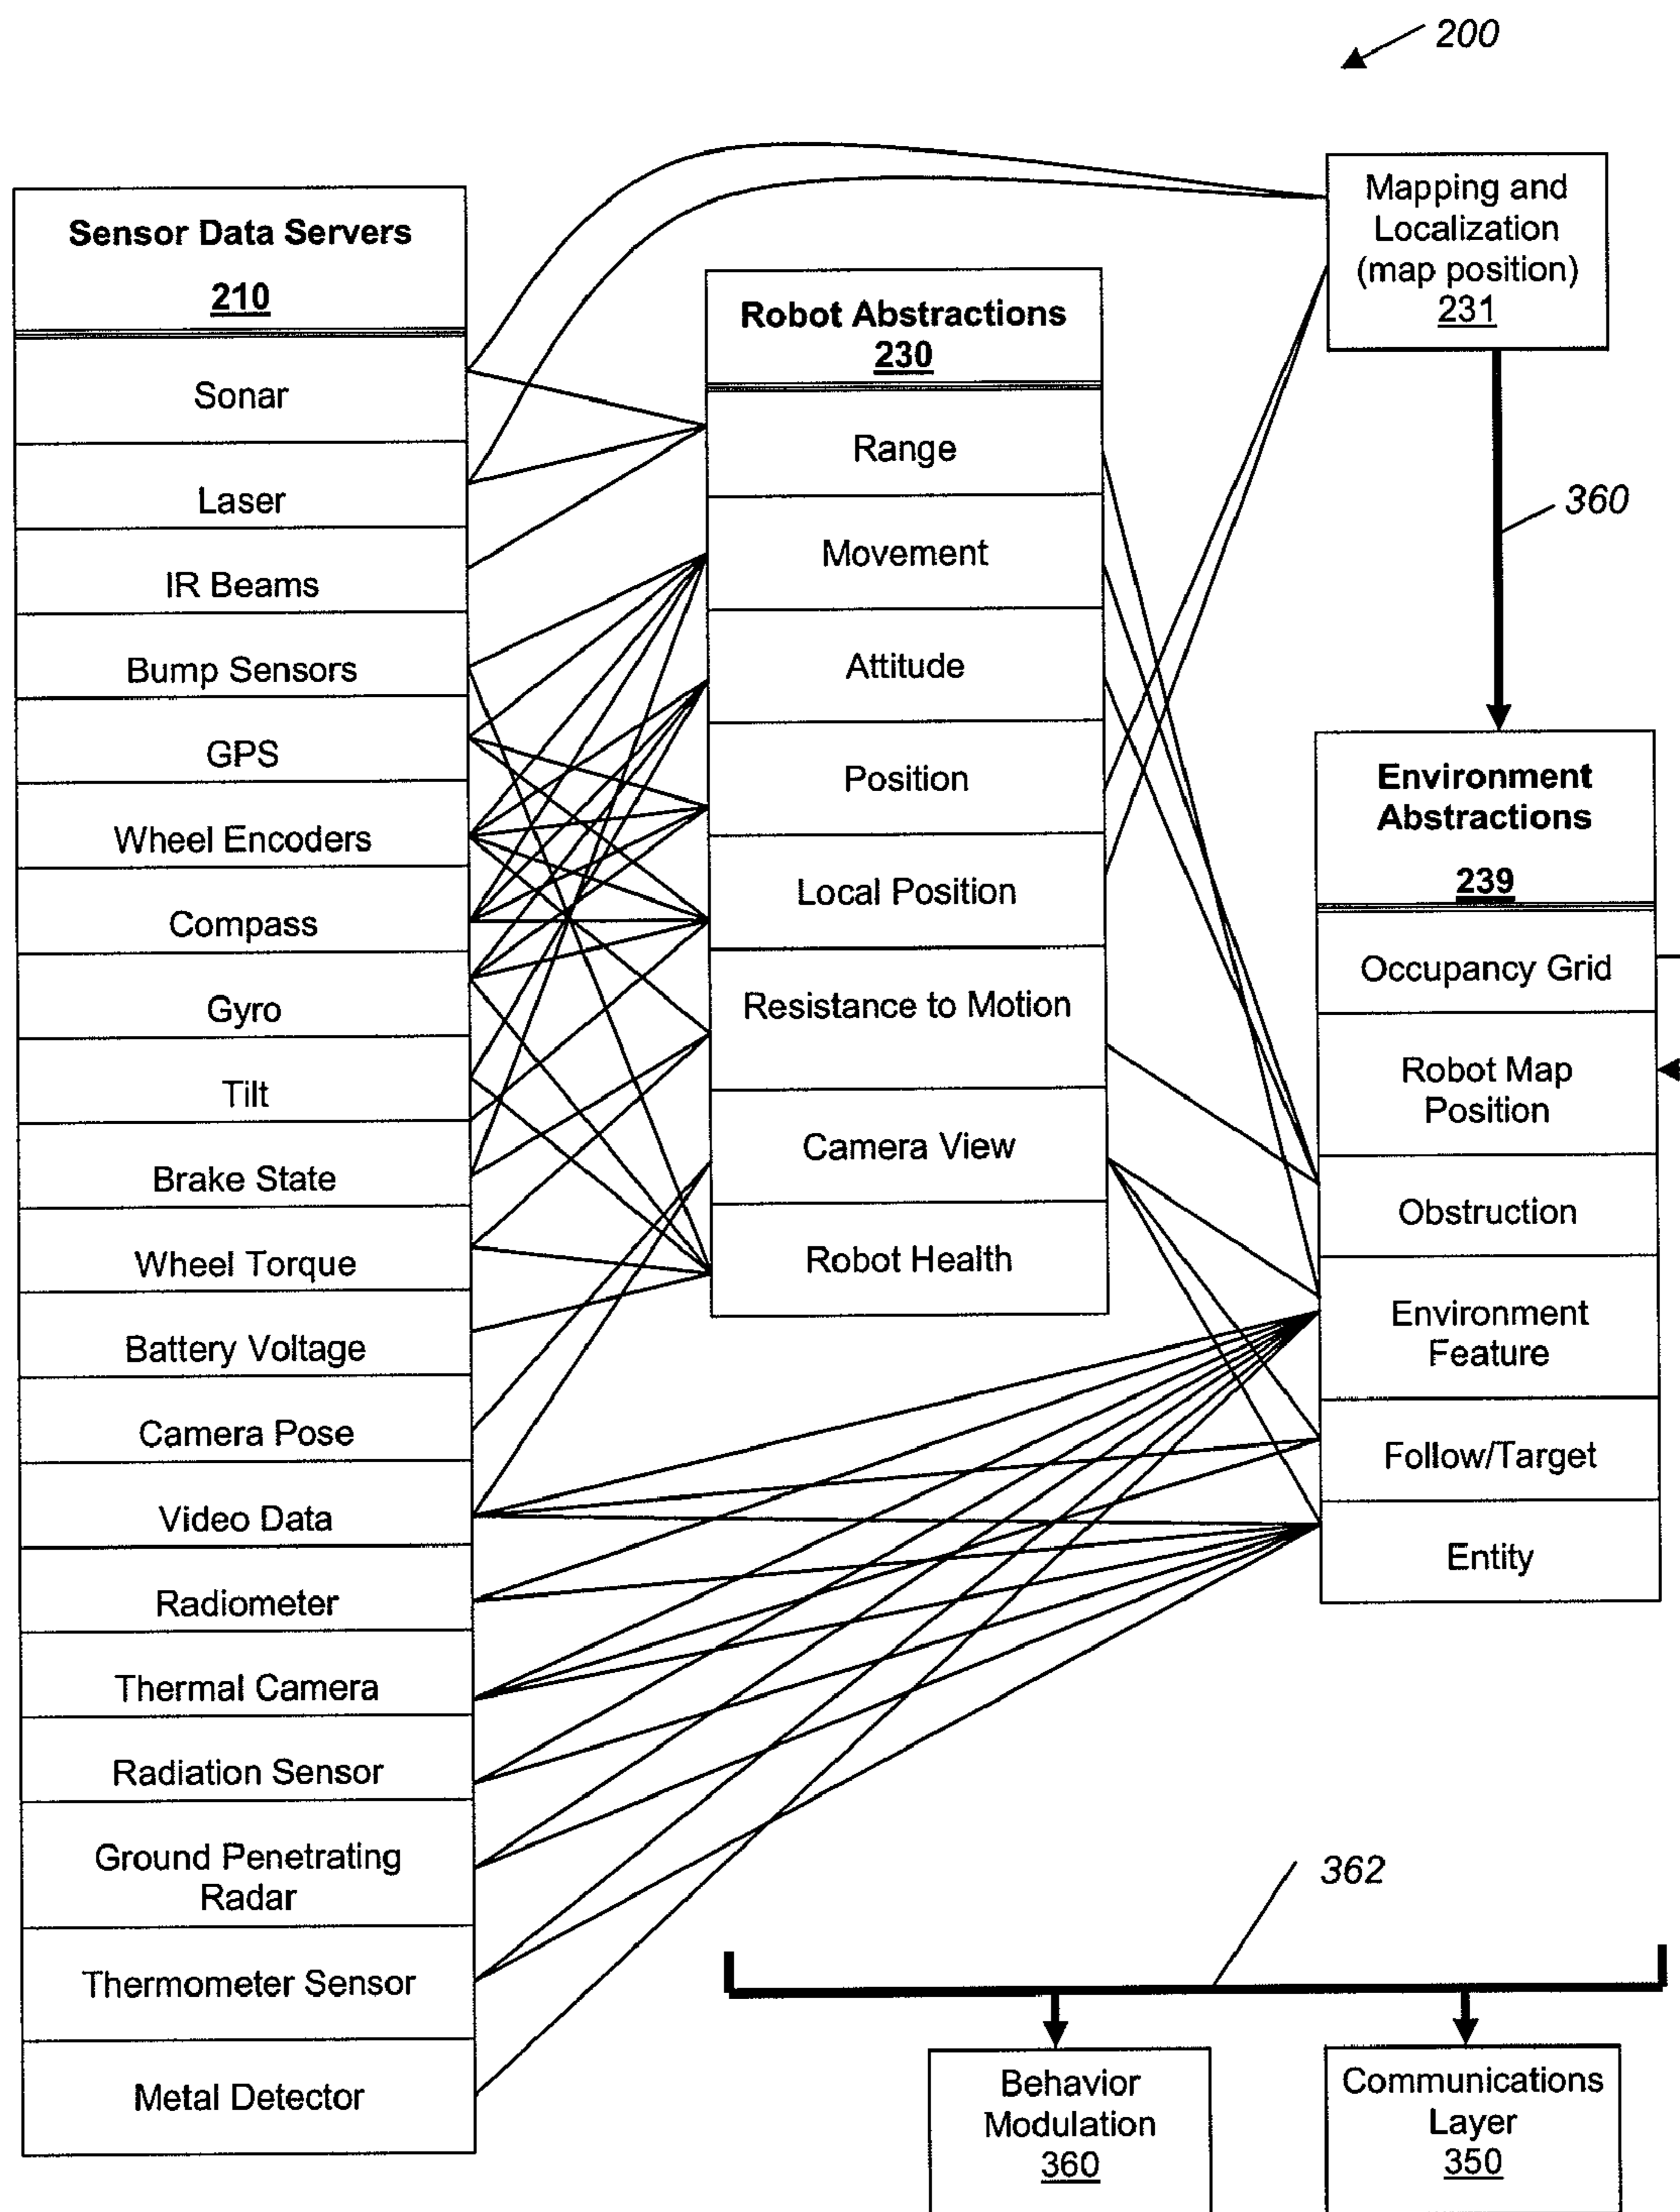 200
Sensor Data Servers
210
Sonar
Laser
IR Beams
Bump Sensors
GPS
Wheel Encoders
Compass
Gyro
Tilt
Brake State
Wheel Torque
Battery Voltage
Camera Pose
Video Data
Radiometer
Thermal Camera
Radiation Sensor
Ground Penetrating
Radar
Thermometer Sensor
Metal Detector
Robot Abstractions
230
Range
Movement
Attitude
Position
Local Position
Resistance to Motion
Camera View
Robot Health
Mapping and
Localization
(map position)
231
360
Environment
Abstractions
239
Occupancy Grid
Robot Map
Position
Obstruction
Environment
Feature
Follow/Target
Entity
362
Behavior
Modulation
360
Communications
Layer
350